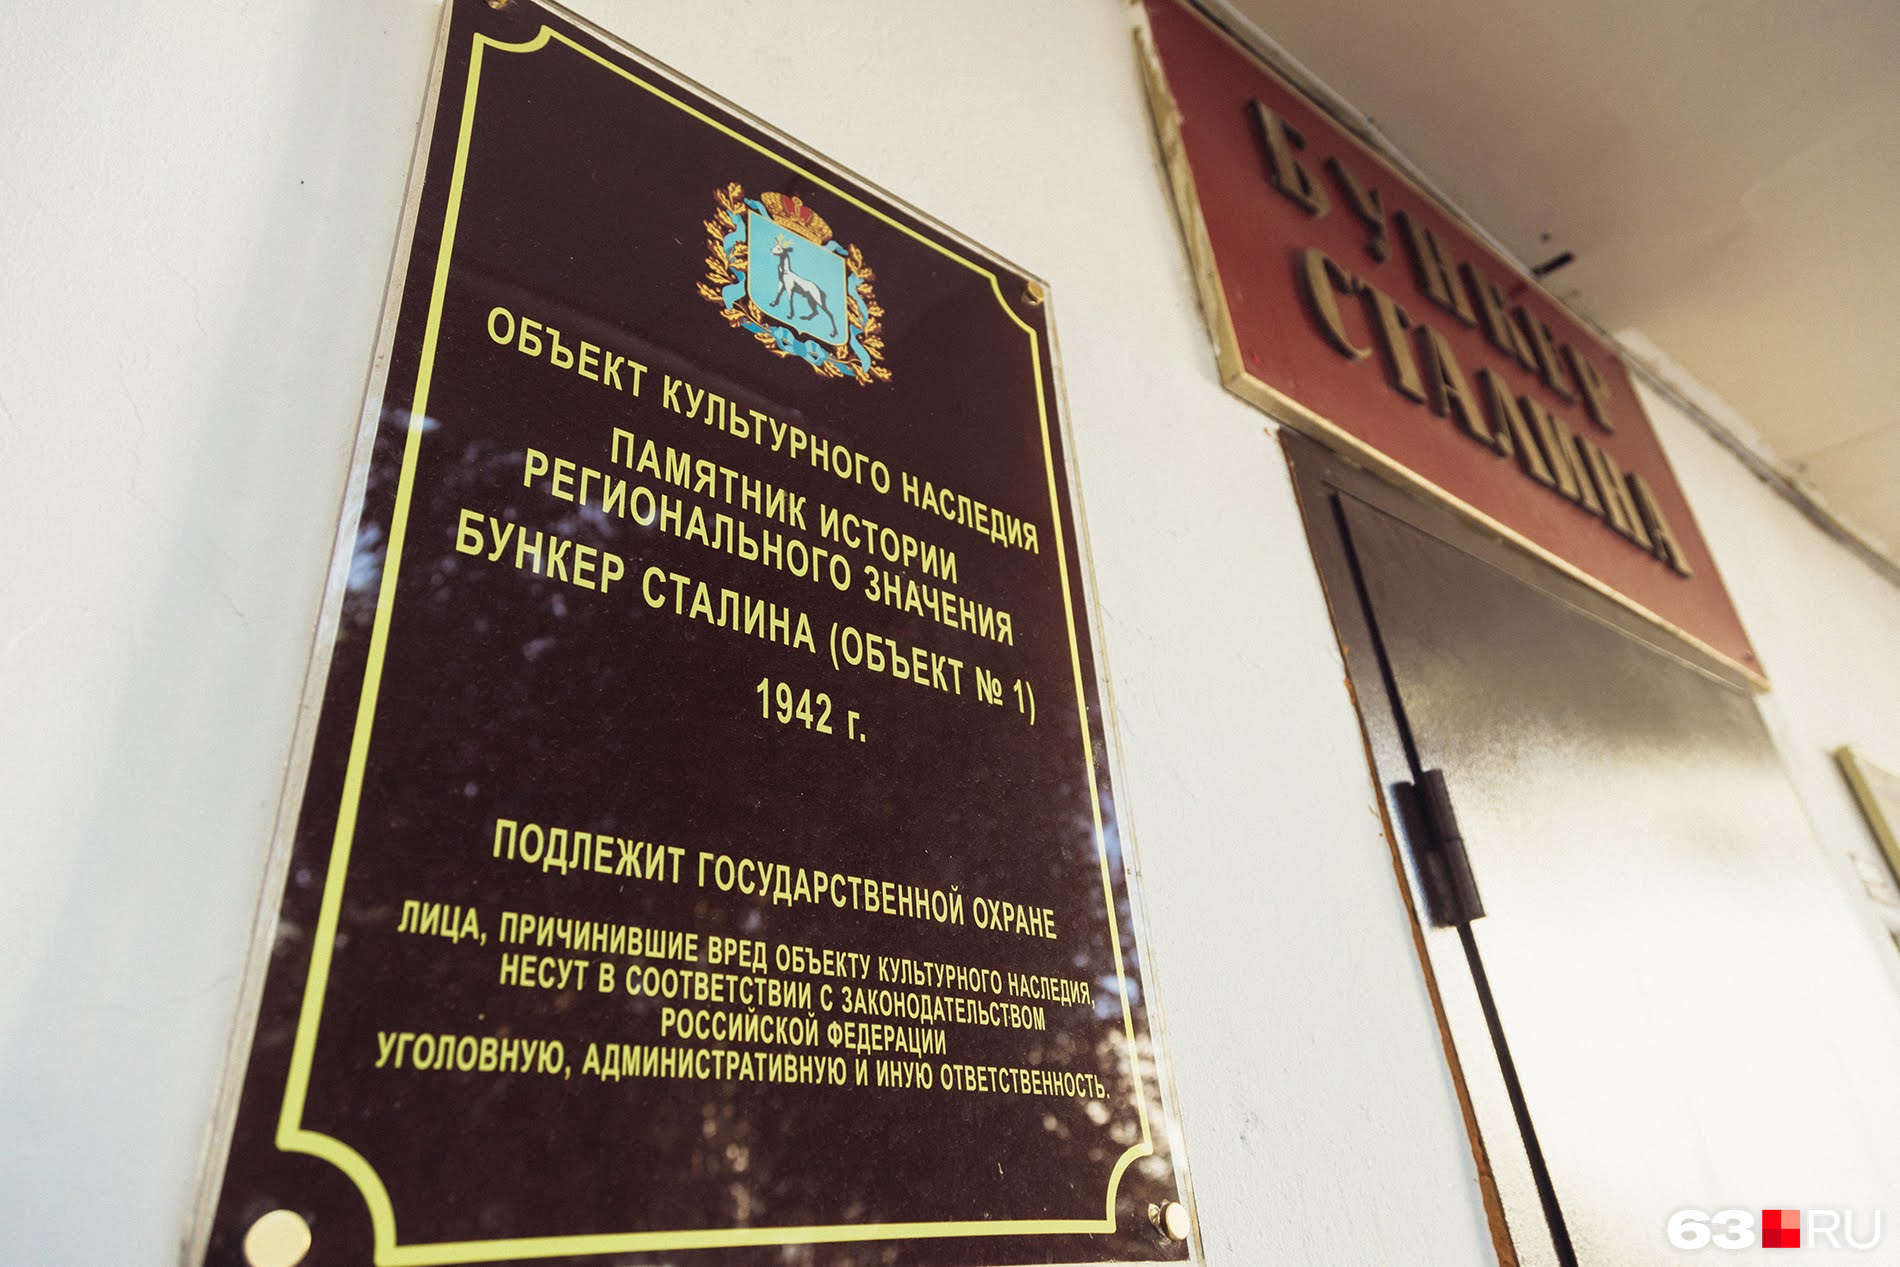 ОБЪЕКТ КУЛЬТУРНОГО НАСЛЕДИЯ
ПАМЯТНИК ИСТОРИИ
РЕГИОНАЛЬНОГО ЗНАЧЕНИЯ
БУНКЕР СТАЛИНА (ОБЪЕКТ № 1)
1942 г.
ПОДЛЕЖИТ ГОСУДАРСТВЕННОЙ ОХРАНЕ
ЛИЦА, ПРИЧИНИВШИЕ ВРЕД ОБЪЕКТУ КУЛЬТУРНОГО НАСЛЕДИЯ,
НЕСУТ В СООТВЕТСТВИИ С ЗАКОНОДАТЕЛЬСТВОМ
РОССИЙСКОЙ ФЕДЕРАЦИИ
УГОЛОВНУЮ, АДМИНИСТРАТИВНУЮ И ИНУЮ ОТВЕТСТВЕННОСТЬ.
БУНКЕР
СТАЛИНА
63 RU